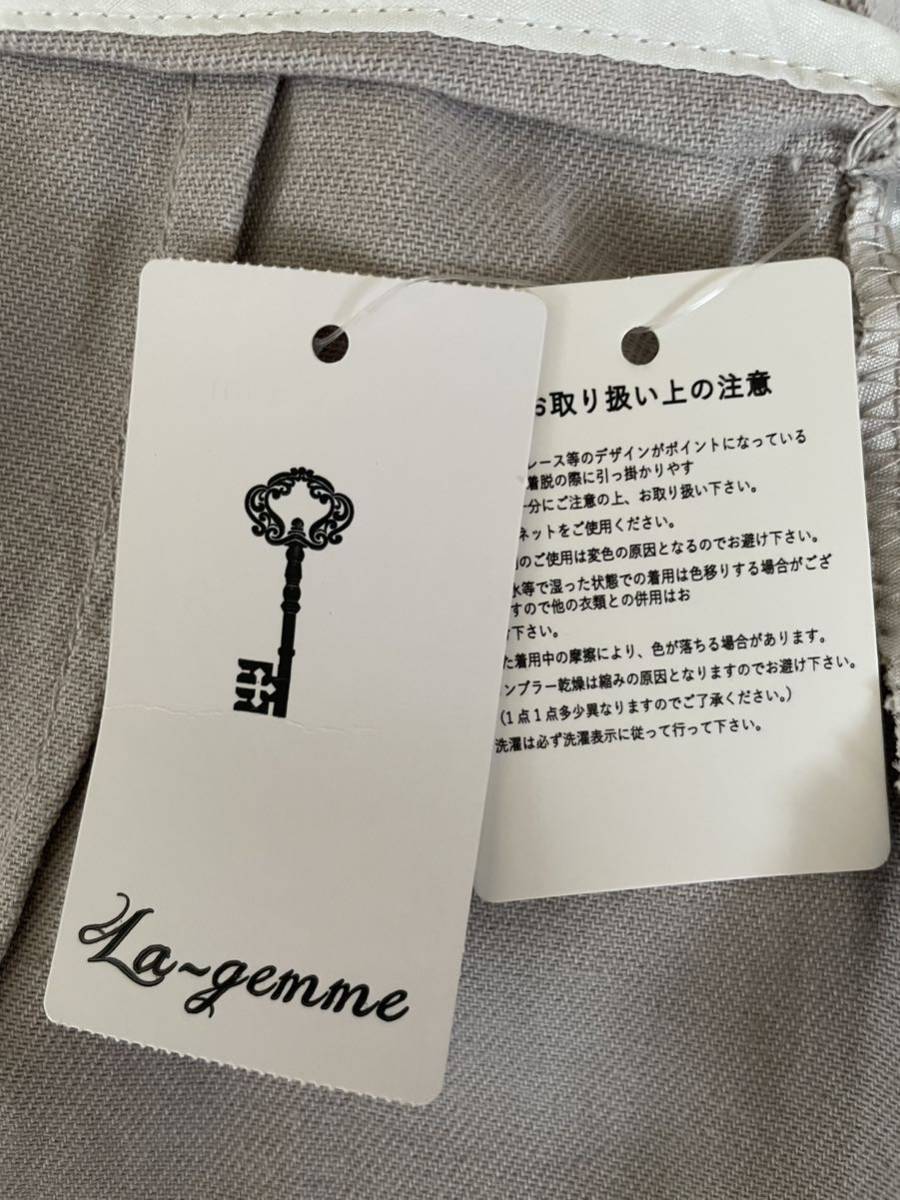 La~gemme
お取り扱い上の注意
レース等のデザインがポイントになっている
着脱の際に引っ掛かりやす
分にご注意の上、お取り扱い下さい。
ネットをご使用ください。
のご使用は変色の原因となるのでお避け下さい。
水等で湿った状態での着用は色移りする場合がござ
すので他の衣類との併用はお
下さい。
た着用中の摩擦により、色が落ちる場合があります。
ンブラー乾燥は縮みの原因となりますのでお避け下さい。
(1点1点多少異なりますのでご了承ください。)
洗濯は必ず洗濯表示に従って行って下さい。